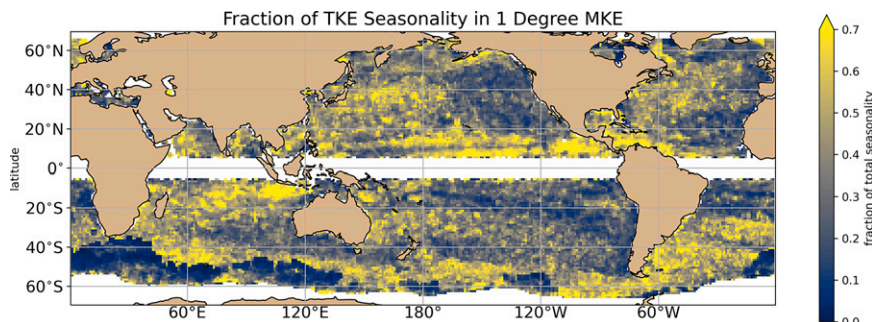 Fraction of TKE Seasonality in 1 Degree MKE
60°N
40°N
20°N
0°
20°S
40°S
60°S
latitude
60°E
120°E
180°
120°W
60°W
0.7
0.6
0.5
0.4
0.3
0.2
0.1
0.0
fraction of total seasonality